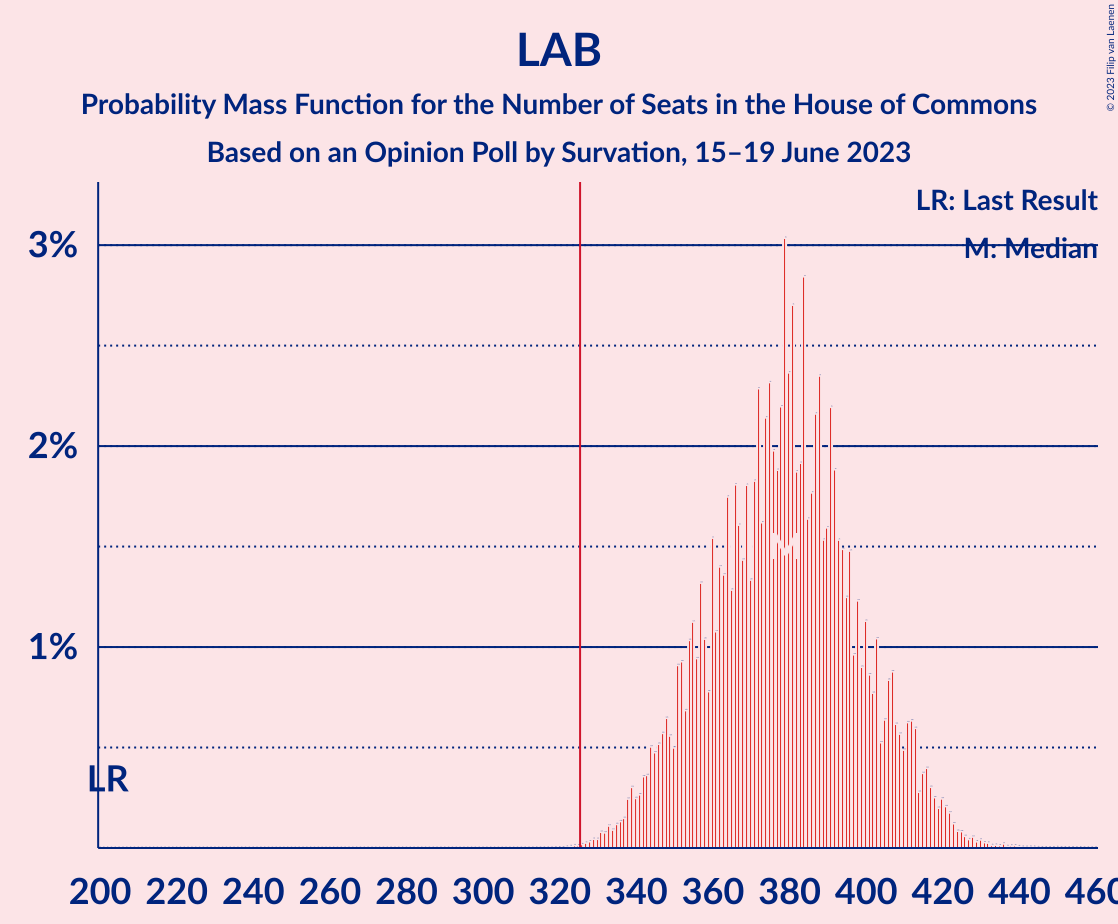 LAB
Probability Mass Function for the Number of Seats in the House of Commons
Based on an Opinion Poll by Survation, 15–19 June 2023
© 2023 Filip van Laenen
LR: Last Result
M: Median
3%
2%
1%
LR
200 220 240 260 280 300 320 340 360 380 400 420 440 460